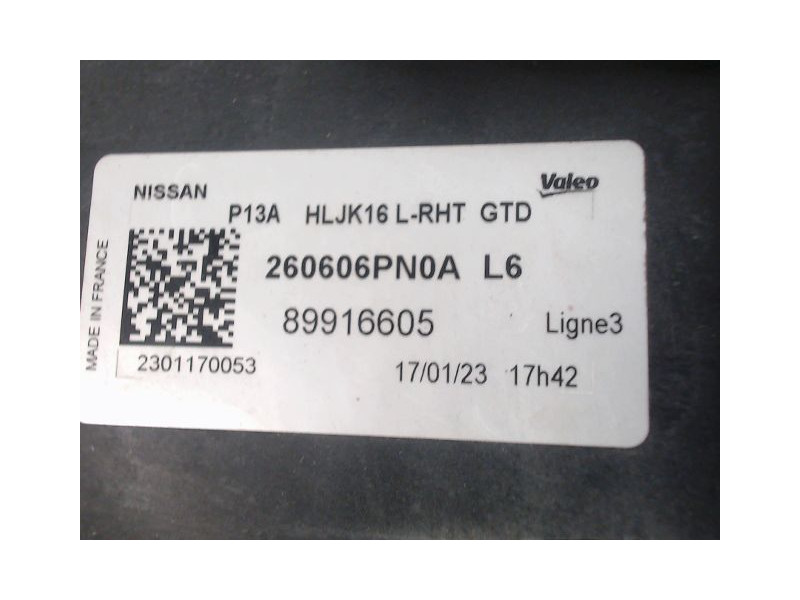 NISSAN
Valeo
P13A HLJK16 L-RHT GTD
260606PN0A L6
89916605
Ligne3
2301170053
17/01/23 17h42
MADE IN FRANCE